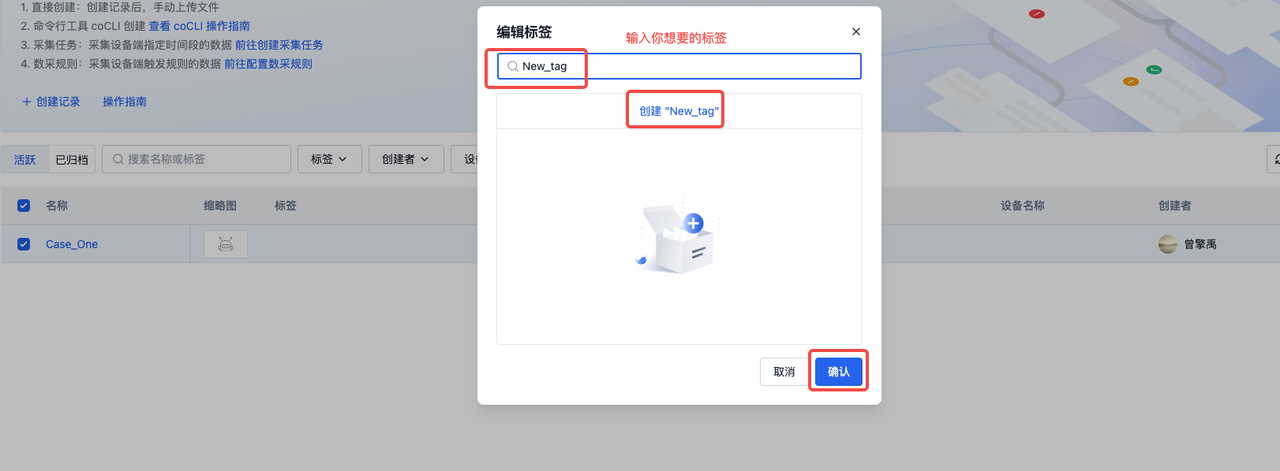 1. 直接创建：创建记录后，手动上传文件
2. 命令行工具 coCLI 创建 查看 coCLI 操作指南
3. 采集任务：采集设备端指定时间段的数据 前往创建采集任务
4. 数采规则：采集设备端触发规则的数据 前往配置数采规则
+ 创建记录 操作指南
编辑标签
输入你想要的标签
New_tag
创建 "New_tag"
取消 确认
活跃 已归档 搜索名称或标签 标签 创建者
名称 缩略图 标签 设备名称 创建者
Case_One 曾擎禹